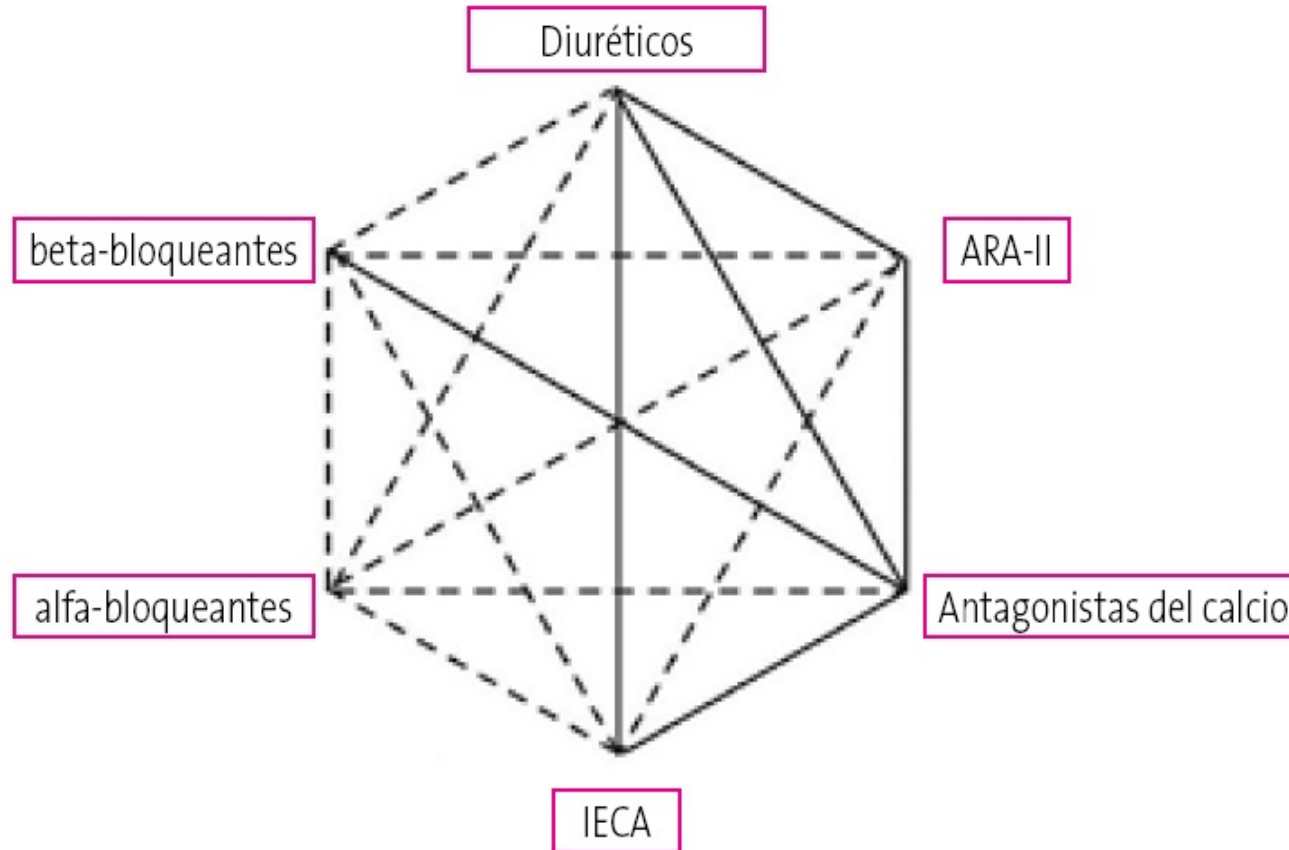 Diuréticos
beta-bloqueantes
ARA-II
alfa-bloqueantes
Antagonistas del calcio
IECA